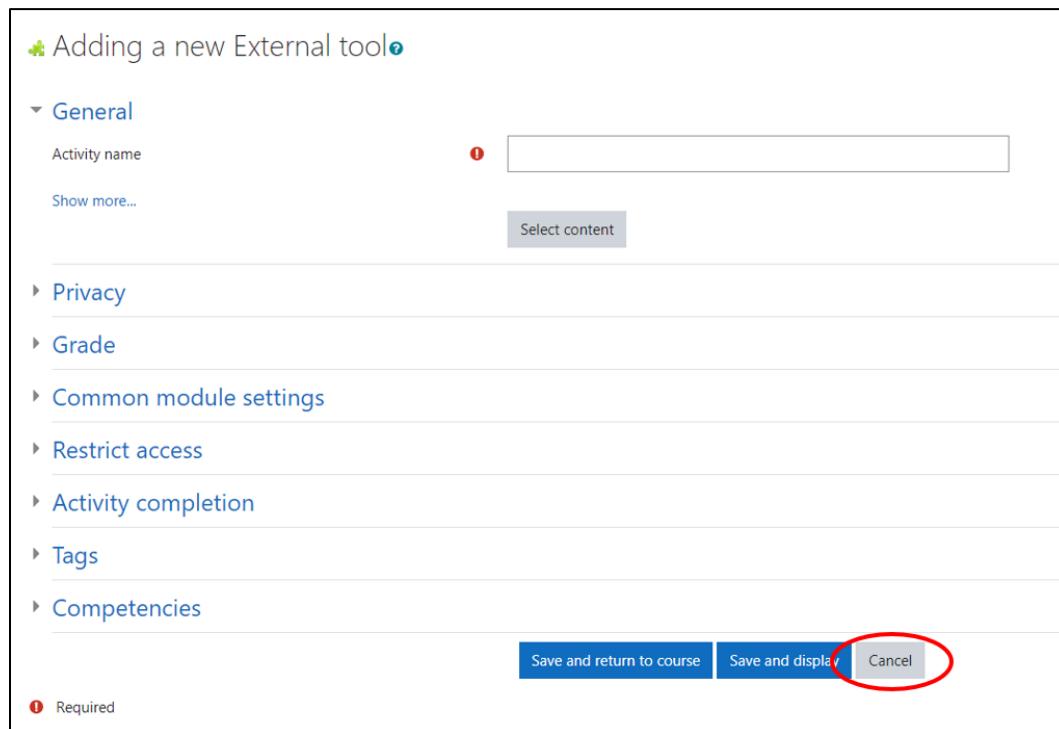 Adding a new External tool
General
Activity name
Show more...
Select content
Privacy
Grade
Common module settings
Restrict access
Activity completion
Tags
Competencies
Save and return to course Save and display Cancel
Required